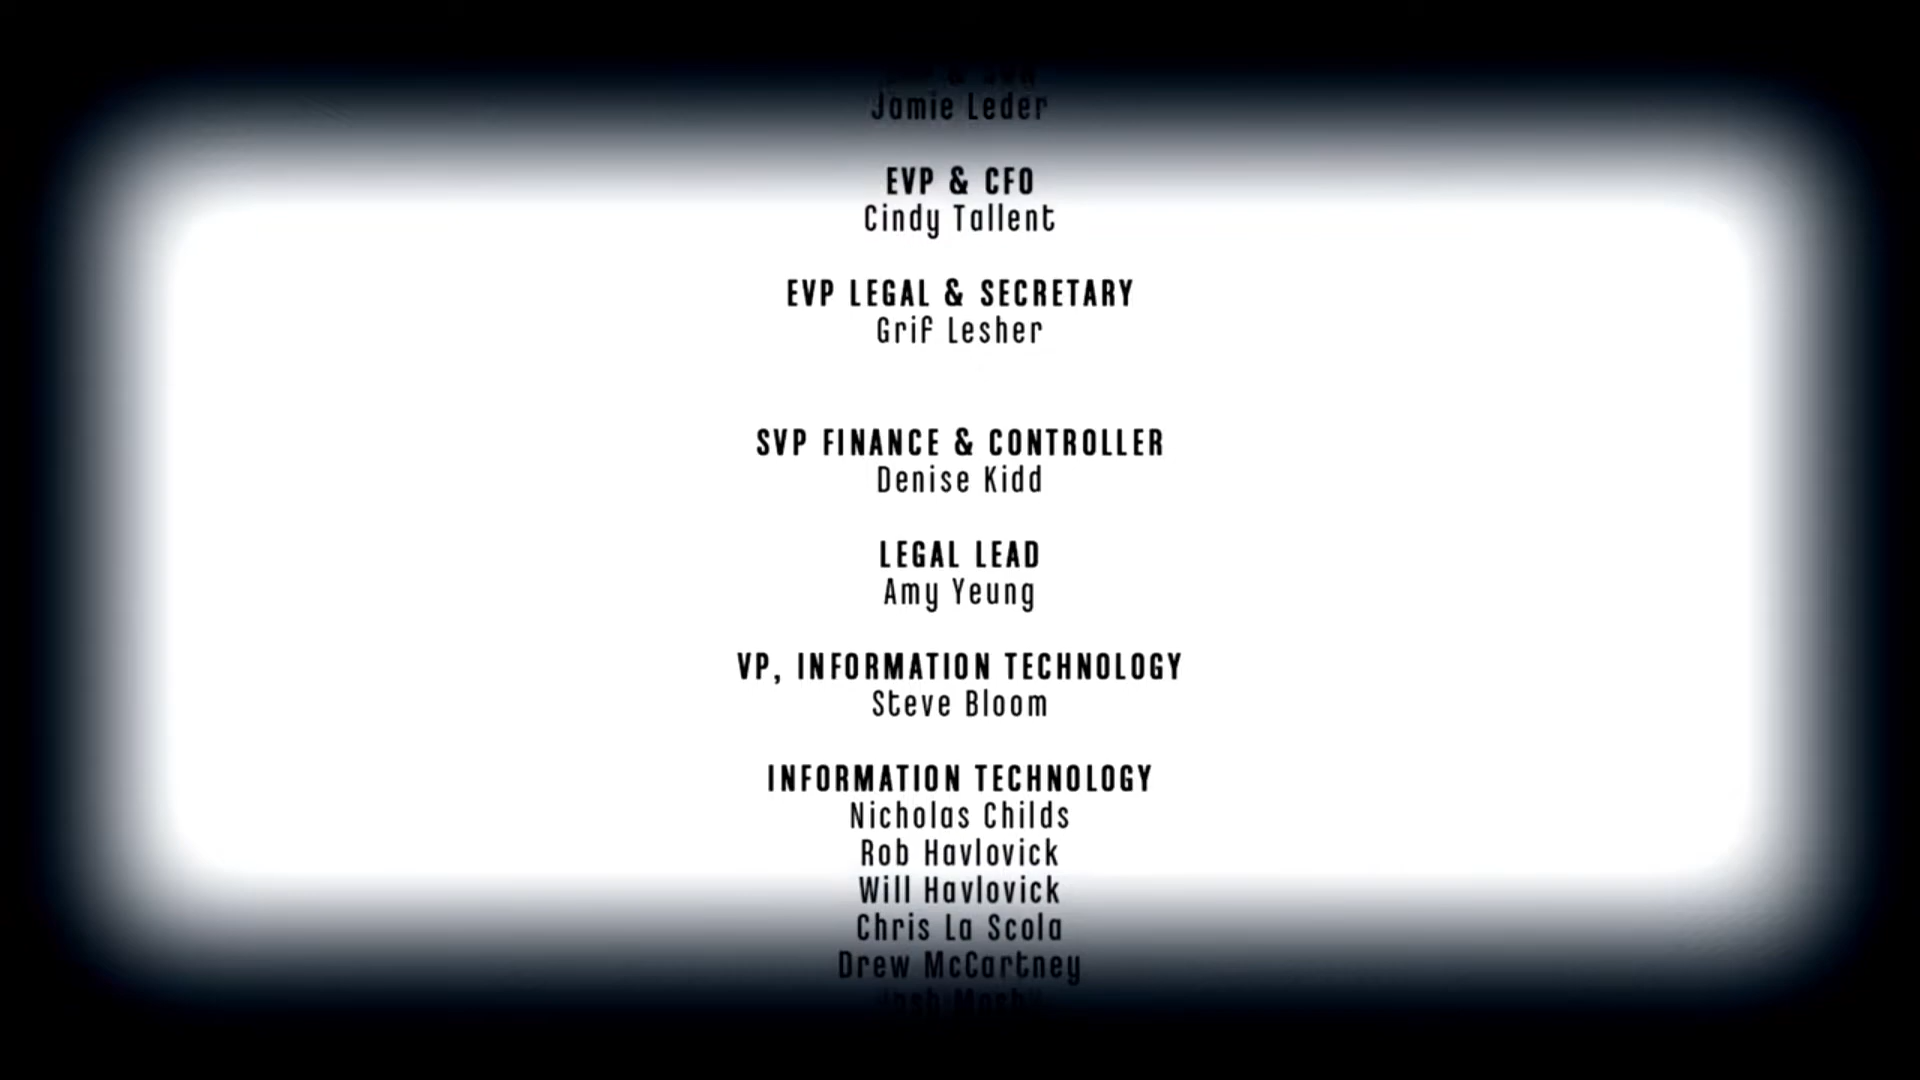 Jamie Leder
EVP & CFO
Cindy Tallent
EVP LEGAL & SECRETARY
Grif Lesher
SVP FINANCE & CONTROLLER
Denise Kidd
LEGAL LEAD
Amy Yeung
VP, INFORMATION TECHNOLOGY
Steve Bloom
INFORMATION TECHNOLOGY
Nicholas Childs
Rob Havlovick
Will Havlovick
Chris La Scola
Drew McCartney